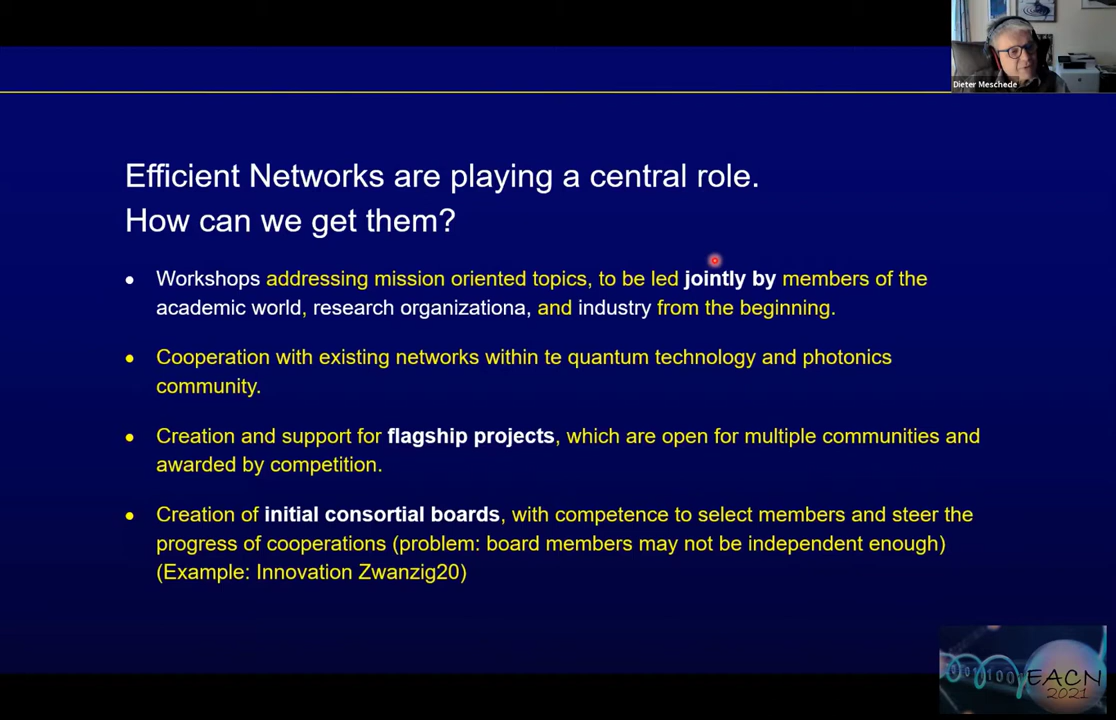 Dieter Meschede
Efficient Networks are playing a central role.
How can we get them?
• Workshops addressing mission oriented topics, to be led jointly by members of the
academic world, research organizationa, and industry from the beginning.
• Cooperation with existing networks within te quantum technology and photonics
community.
• Creation and support for flagship projects, which are open for multiple communities and
awarded by competition.
• Creation of initial consortial boards, with competence to select members and steer the
progress of cooperations (problem: board members may not be independent enough)
(Example: Innovation Zwanzig20)
EACN
2021